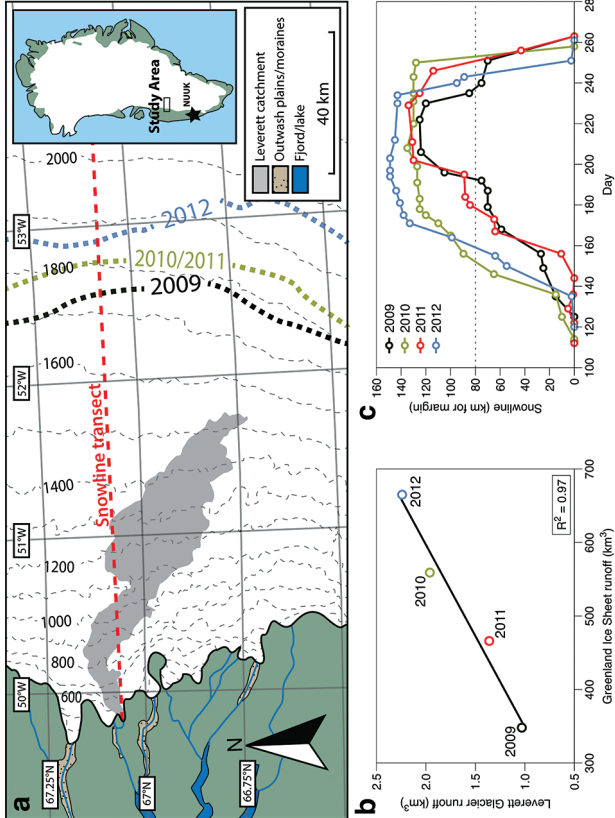 a
67.25°N
67°N
66.75°N
N
50°W
51°W
52°W
53°W
600
800
1000
1200
1400
1600
1800
2000
Snowline transect
2009
2010/2011
2012
Study Area
NUUK
Leverett catchment
Outwash plains/moraines
Fjord/lake
40 km
b
Leverett Glacier runoff (km³)
2.5
2.0
1.5
1.0
0.5
2009
2010
2011
2012
R² = 0.97
300
400
500
600
700
Greenland Ice Sheet runoff (km³)
c
Snowline (km for margin)
160
140
120
100
80
60
40
20
0
2009
2010
2011
2012
100
120
140
160
180
200
220
240
260
280
Day